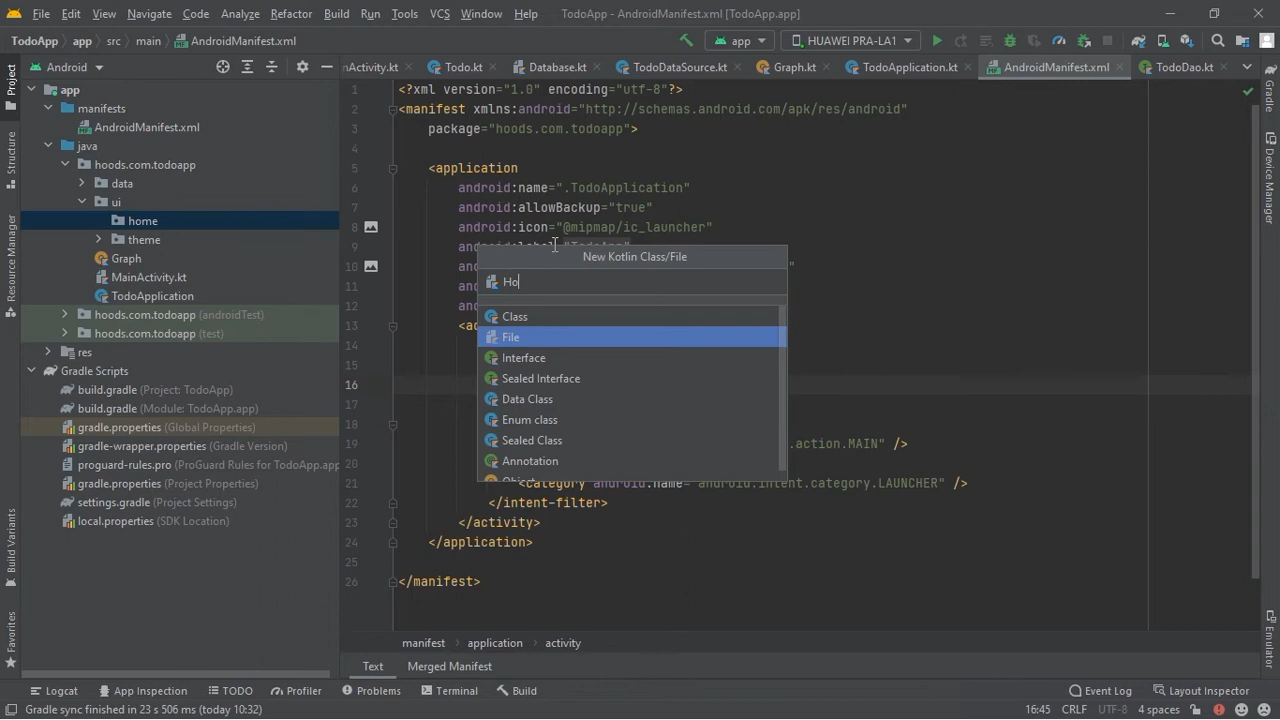 File Edit View Navigate Code Analyze Refactor Build Run Tools VCS Window Help TodoApp - AndroidManifest.xml [TodoApp.app]
TodoApp app src main AndroidManifest.xml app HUAWEI PRA-LA1
Android
nActivity.kt Todo.kt Database.kt TodoDataSource.kt Graph.kt TodoApplication.kt AndroidManifest.xml TodoDao.kt
Project
Structure
Resource Manager
Build Variants
Favorites
app
manifests
AndroidManifest.xml
java
hoods.com.todoapp
data
ui
home
theme
Graph
MainActivity.kt
TodoApplication
hoods.com.todoapp (androidTest)
hoods.com.todoapp (test)
res
Gradle Scripts
build.gradle (Project: TodoApp)
build.gradle (Module: TodoApp.app)
gradle.properties (Global Properties)
gradle-wrapper.properties (Gradle Version)
proguard-rules.pro (ProGuard Rules for TodoApp.app
gradle.properties (Project Properties)
settings.gradle (Project Settings)
local.properties (SDK Location)
1 <?xml version="1.0" encoding="utf-8"?>
2 <manifest xmlns:android="http://schemas.android.com/apk/res/android"
3 package="hoods.com.todoapp">
4
5 <application
6 android:name=".TodoApplication"
7 android:allowBackup="true"
8 android:icon="@mipmap/ic_launcher"
9 android:label="TodoApp"
10 "
11
12
13
14
15
16
17
18
19 .action.MAIN" />
20
21 <category android:name="android.intent.category.LAUNCHER" />
22 </intent-filter>
23 </activity>
24 </application>
25
26 </manifest>
New Kotlin Class/File
Ho
Class
File
Interface
Sealed Interface
Data Class
Enum class
Sealed Class
Annotation
Gradle
Device Manager
Emulator
manifest application activity
Text Merged Manifest
Logcat App Inspection TODO Profiler Problems Terminal Build Event Log Layout Inspector
Gradle sync finished in 23 s 506 ms (today 10:32) 16:45 CRLF UTF-8 4 spaces